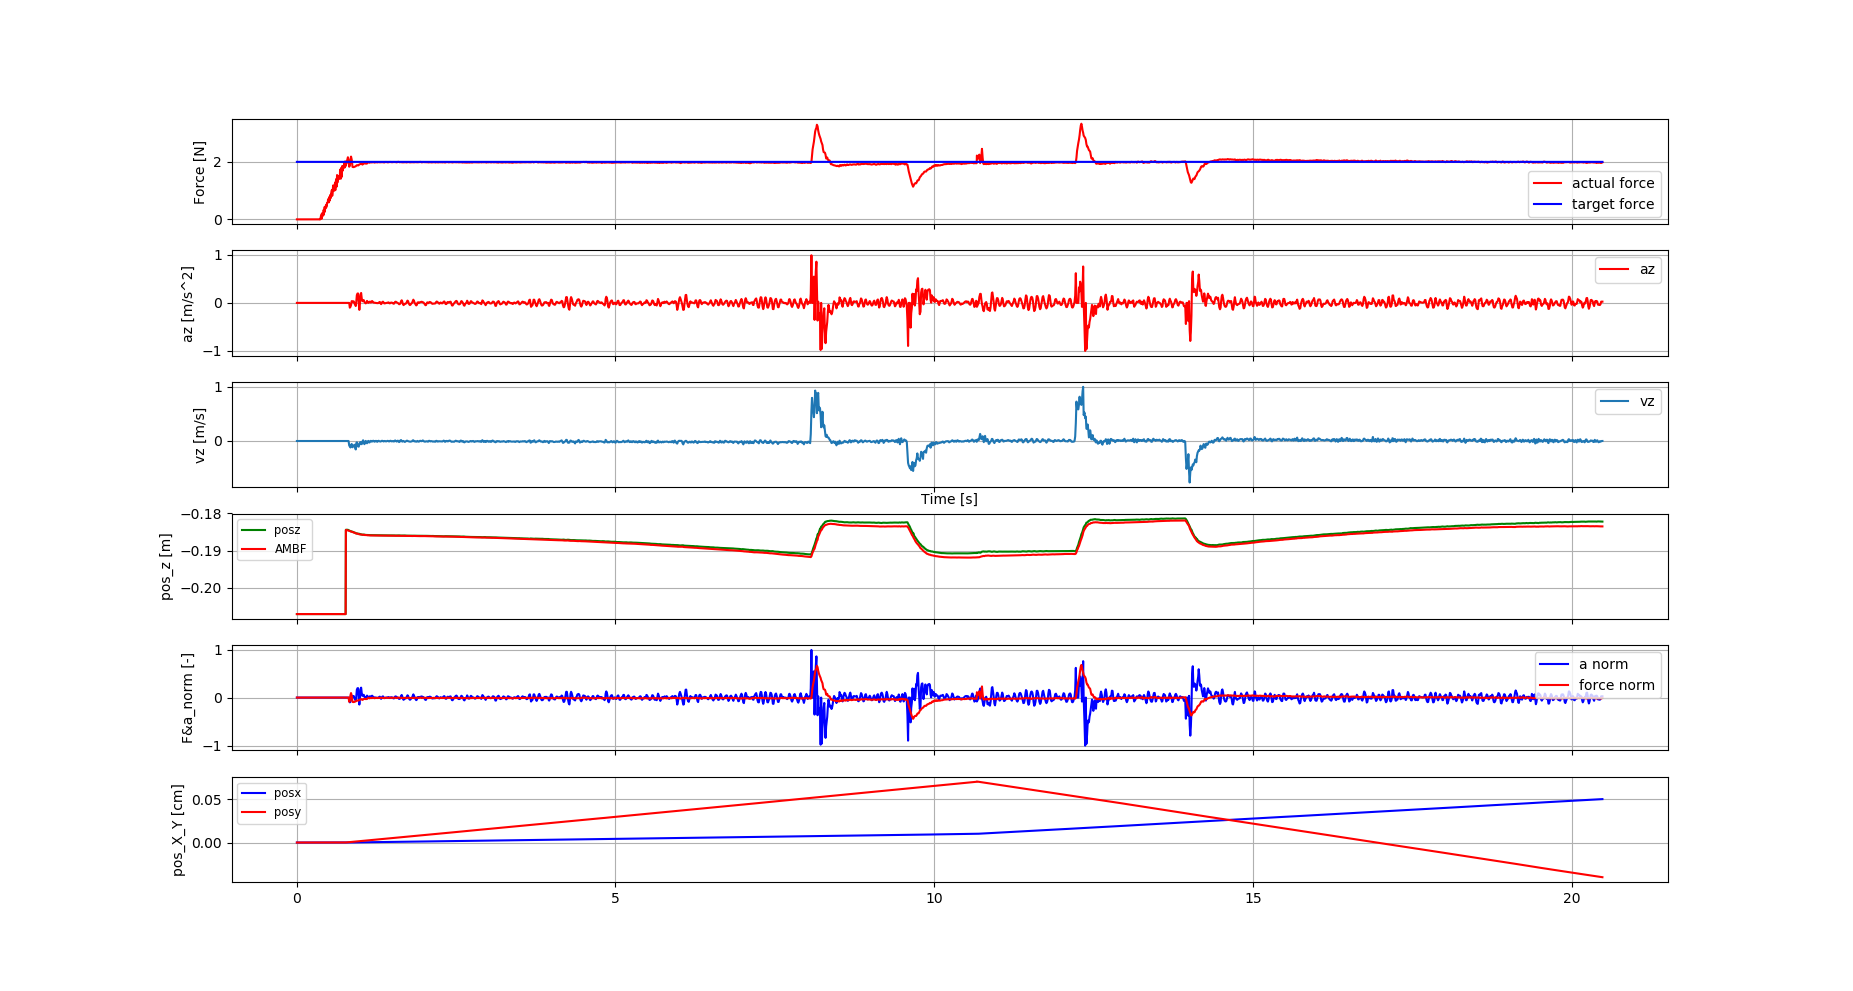 Force [N]
2
0
actual force
target force
az [m/s^2]
1
0
−1
az
vz [m/s]
1
0
vz
Time [s]
pos_z [m]
−0.18
−0.19
−0.20
posz
AMBF
F&a_norm [-]
1
0
−1
a norm
force norm
pos_X_Y [cm]
0.05
0.00
posx
posy
0 5 10 15 20